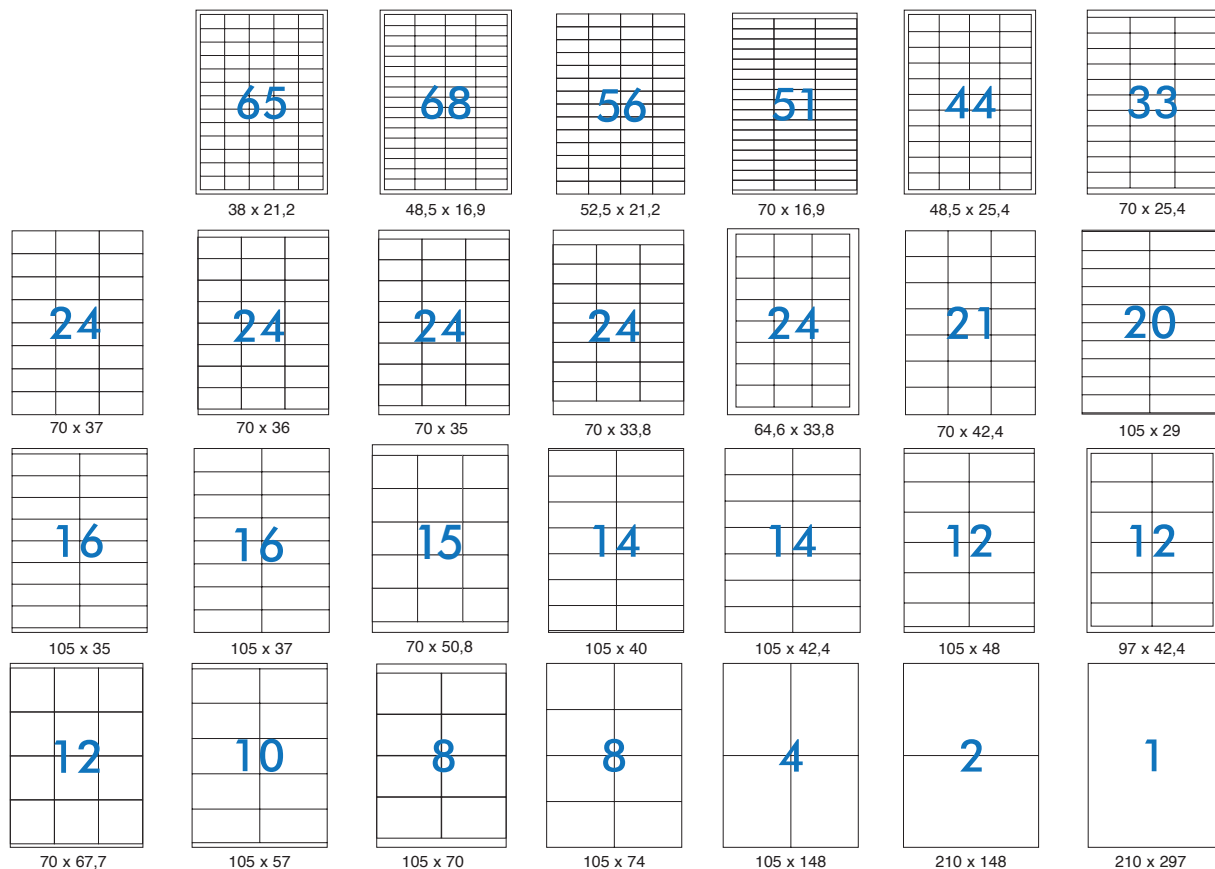 65 68 56 51 44 33
38 x 21,2 48,5 x 16,9 52,5 x 21,2 70 x 16,9 48,5 x 25,4 70 x 25,4
24 24 24 24 24 21 20
70 x 37 70 x 36 70 x 35 70 x 33,8 64,6 x 33,8 70 x 42,4 105 x 29
16 16 15 14 14 12 12
105 x 35 105 x 37 70 x 50,8 105 x 40 105 x 42,4 105 x 48 97 x 42,4
12 10 8 8 4 2 1
70 x 67,7 105 x 57 105 x 70 105 x 74 105 x 148 210 x 148 210 x 297